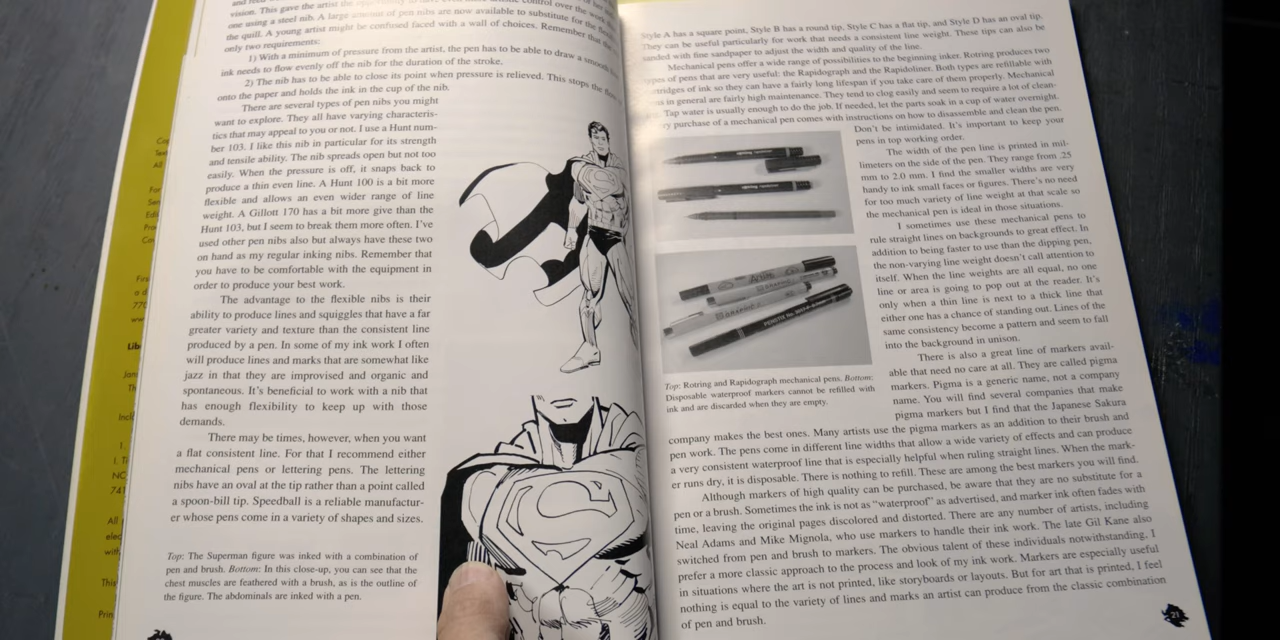 vision. This gave the artist the
one using a steel nib. A large amount of pen nibs are now available to substitute for the
the quill. A young artist might be confused faced with a wall of choices. Remember that
only two requirements:
1) With a minimum of pressure from the artist, the pen has to be able to draw a smooth
ink needs to flow evenly off the nib for the duration of the stroke.
2) The nib has to be able to close its point when pressure is relieved. This stops the flow
onto the paper and holds the ink in the cup of the nib.
There are several types of pen nibs you might
want to explore. They all have varying characteris-
tics that may appeal to you or not. I use a Hunt num-
ber 103. I like this nib in particular for its strength
and tensile ability. The nib spreads open but not too
easily. When the pressure is off, it snaps back to
produce a thin even line. A Hunt 100 is a bit more
flexible and allows an even wider range of line
weight. A Gillott 170 has a bit more give than the
Hunt 103, but I seem to break them more often. I've
used other pen nibs also but always have these two
on hand as my regular inking nibs. Remember that
you have to be comfortable with the equipment in
order to produce your best work.
The advantage to the flexible nibs is their
ability to produce lines and squiggles that have a far
greater variety and texture than the consistent line
produced by a pen. In some of my ink work I often
will produce lines and marks that are somewhat like
jazz in that they are improvised and organic and
spontaneous. It's beneficial to work with a nib that
has enough flexibility to keep up with those
demands.
There may be times, however, when you want
a flat consistent line. For that I recommend either
mechanical pens or lettering pens. The lettering
nibs have an oval at the tip rather than a point called
a spoon-bill tip. Speedball is a reliable manufactur-
er whose pens come in a variety of shapes and sizes.
Top: The Superman figure was inked with a combination of
pen and brush. Bottom: In this close-up, you can see that the
chest muscles are feathered with a brush, as is the outline of
the figure. The abdominals are inked with a pen.
Style A has a square point, Style B has a round tip, Style C has a flat tip, and Style D has an oval tip.
They can be useful particularly for work that needs a consistent line weight. These tips can also be
sanded with fine sandpaper to adjust the width and quality of the line.
Mechanical pens offer a wide range of possibilities to the beginning inker. Rotring produces two
types of pens that are very useful; the Rapidograph and the Rapidoliner. Both types are refillable with
cartridges of ink so they can have a fairly long lifespan if you take care of them properly. Mechanical
in general are fairly high maintenance. They tend to clog easily and seem to require a lot of clean-
Tap water is usually enough to do the job. If needed, let the parts soak in a cup of water overnight.
purchase of a mechanical pen comes with instructions on how to disassemble and clean the pen.
Don't be intimidated. It's important to keep your
pens in top working order.
The width of the pen line is printed in mil-
limeters on the side of the pen. They range from .25
mm to 2.0 mm. I find the smaller widths are very
handy to ink small faces or figures. There's no need
for too much variety of line weight at that scale so
the mechanical pen is ideal in those situations.
I sometimes use these mechanical pens to
rule straight lines on backgrounds to great effect. In
addition to being faster to use than the dipping pen,
the non-varying line weight doesn't call attention to
itself. When the line weights are all equal, no one
line or area is going to pop out at the reader. It's
only when a thin line is next to a thick line that
either one has a chance of standing out. Lines of the
same consistency become a pattern and seem to fall
into the background in unison.
There is also a great line of markers avail-
able that need no care at all. They are called pigma
markers. Pigma is a generic name, not a company
name. You will find several companies that make
pigma markers but I find that the Japanese Sakura
Top: Rotring and Rapidograph mechanical pens. Bottom:
Disposable waterproof markers cannot be refilled with
ink and are discarded when they are empty.
company makes the best ones. Many artists use the pigma markers as an addition to their brush and
pen work. The pens come in different line widths that allow a wide variety of effects and can produce
a very consistent waterproof line that is especially helpful when ruling straight lines. When the mark-
er runs dry, it is disposable. There is nothing to refill. These are among the best markers you will find.
Although markers of high quality can be purchased, be aware that they are no substitute for a
pen or a brush. Sometimes the ink is not as "waterproof" as advertised, and marker ink often fades with
time, leaving the original pages discolored and distorted. There are any number of artists, including
Neal Adams and Mike Mignola, who use markers to handle their ink work. The late Gil Kane also
switched from pen and brush to markers. The obvious talent of these individuals notwithstanding, I
prefer a more classic approach to the process and look of my ink work. Markers are especially useful
in situations where the art is not printed, like storyboards or layouts. But for art that is printed, I feel
nothing is equal to the variety of lines and marks an artist can produce from the classic combination
of pen and brush.
21